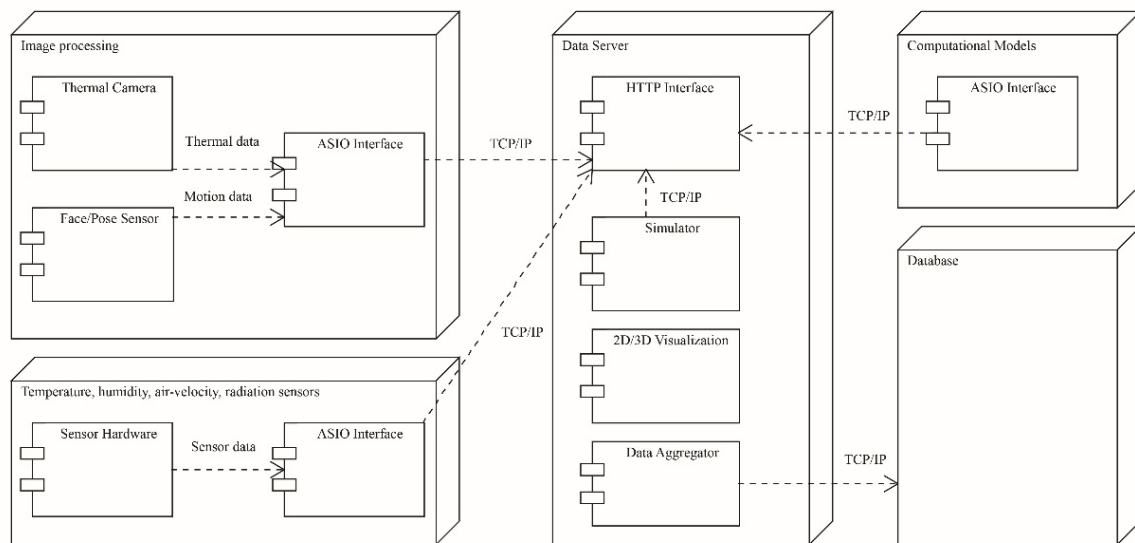 Image processing
Thermal Camera
Thermal data
ASIO Interface
Motion data
Face/Pose Sensor
TCP/IP
Temperature, humidity, air-velocity, radiation sensors
Sensor Hardware
Sensor data
ASIO Interface
TCP/IP
Data Server
HTTP Interface
TCP/IP
Simulator
2D/3D Visualization
Data Aggregator
TCP/IP
Computational Models
ASIO Interface
TCP/IP
Database